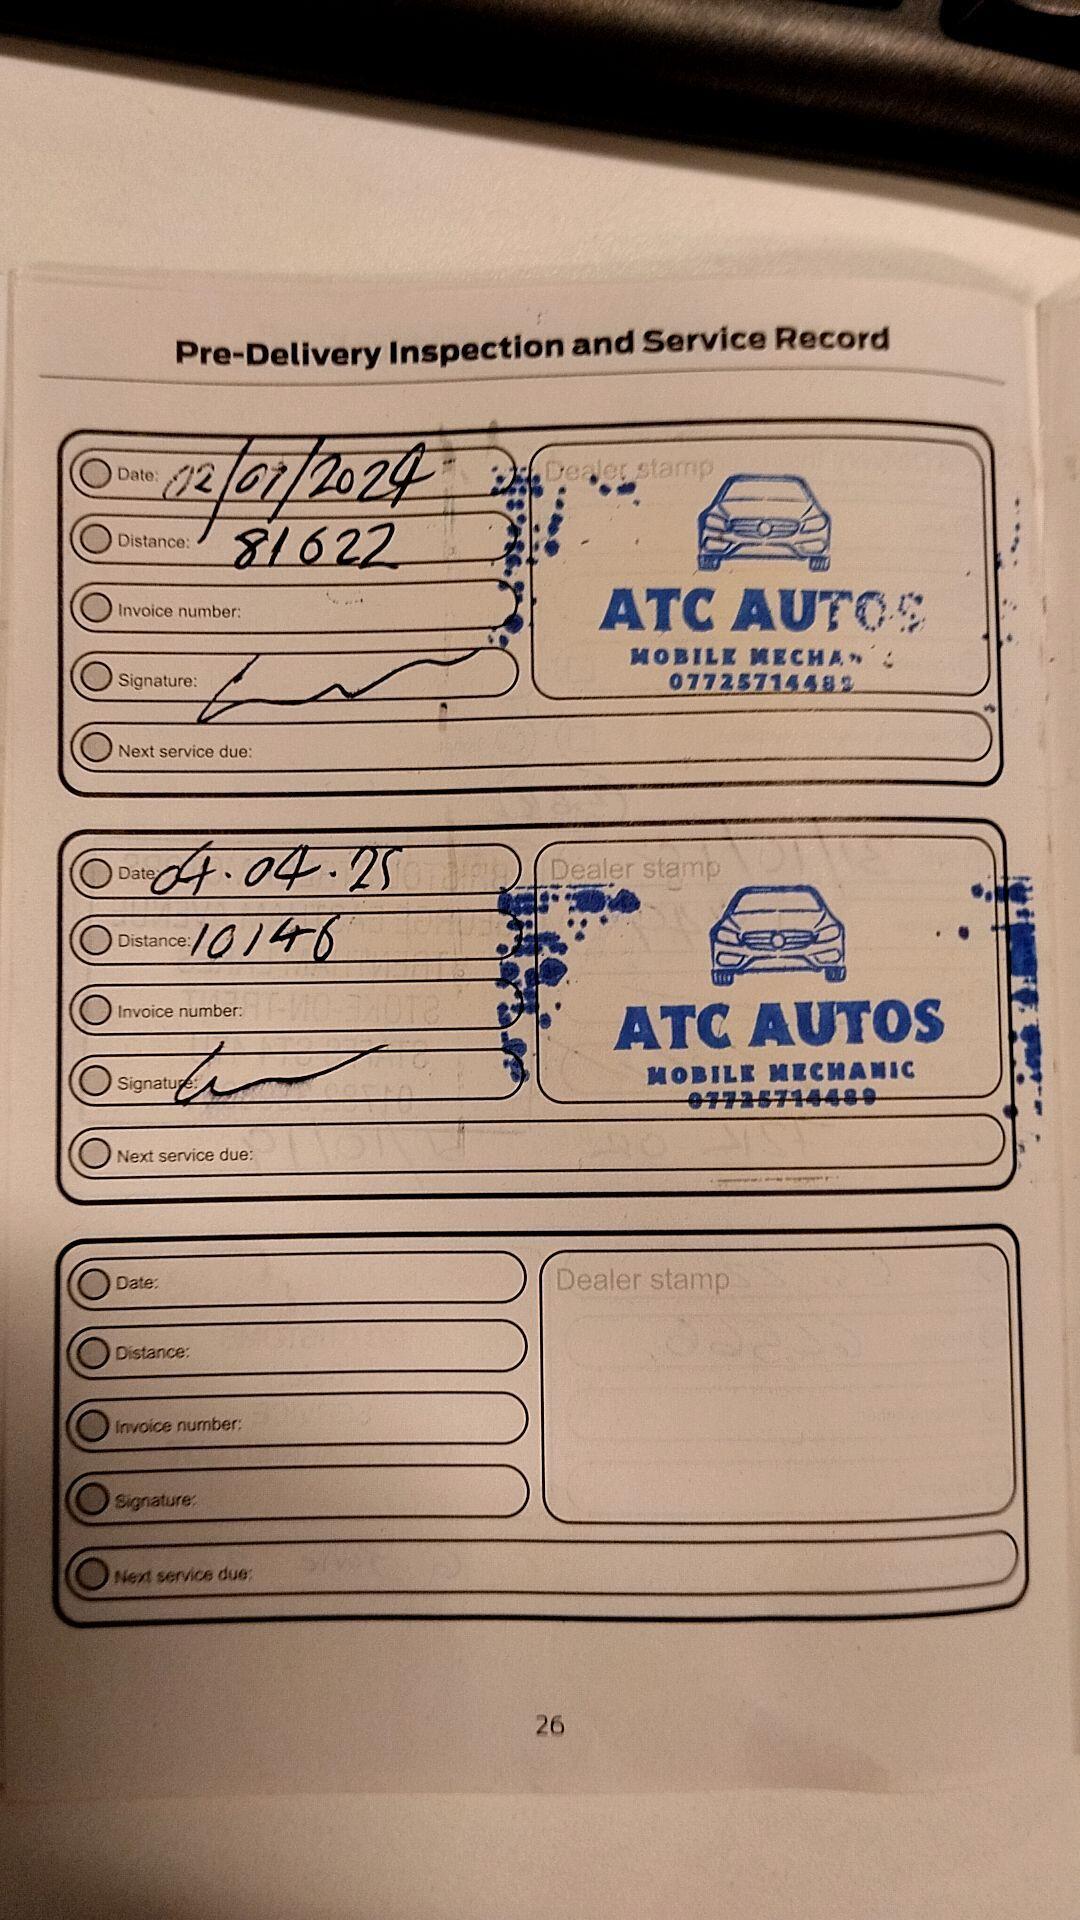 Pre-Delivery Inspection and Service Record
Date: 02/07/2024
Distance: 81622
Invoice number:
Signature:
Next service due:
Dealer stamp
ATC AUTOS
MOBILE MECHA
0772571448
Date: 04.04.25
Distance: 10146
Invoice number:
Signature:
Next service due:
Dealer stamp
ATC AUTOS
MOBILE MECHANIC
07725714489
Date:
Distance:
Invoice number:
Signature:
Next service due:
Dealer stamp
26